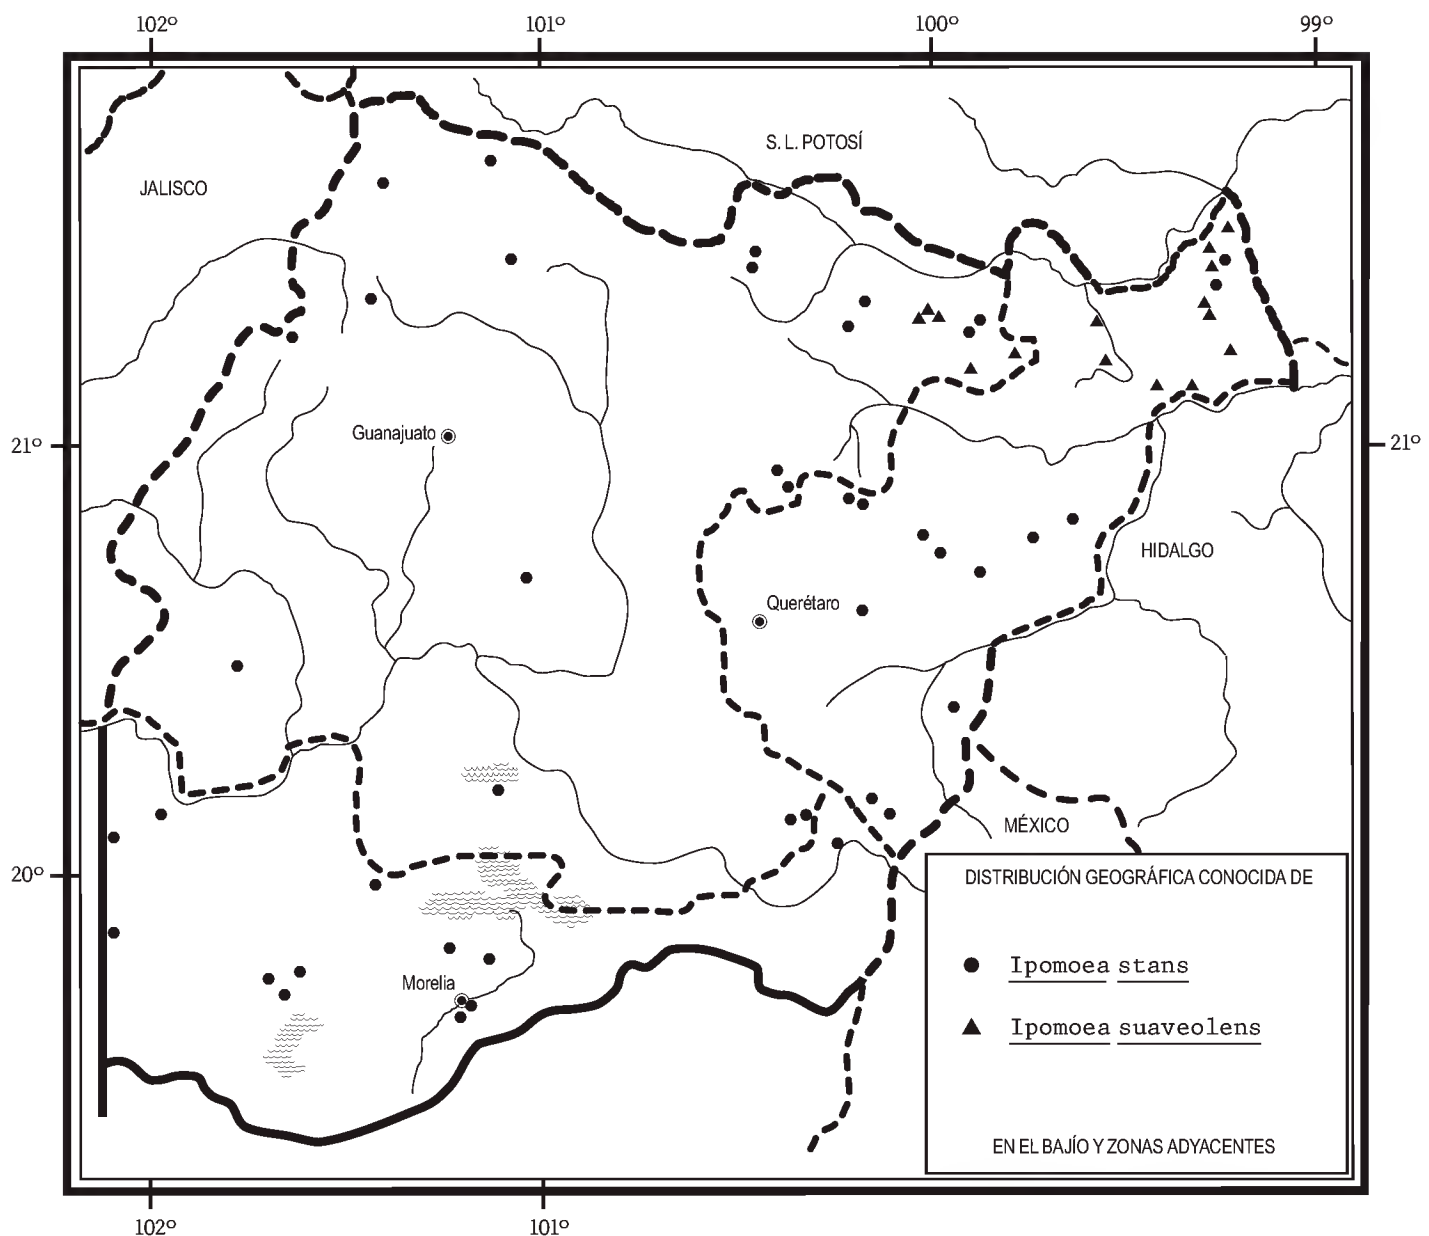 102º 101º 100º 99º
S. L. POTOSÍ
JALISCO
Guanajuato
21º 21º
HIDALGO
Querétaro
MÉXICO
20º
DISTRIBUCIÓN GEOGRÁFICA CONOCIDA DE
Ipomoea stans
Morelia
Ipomoea suaveolens
EN EL BAJÍO Y ZONAS ADYACENTES
102º 101º